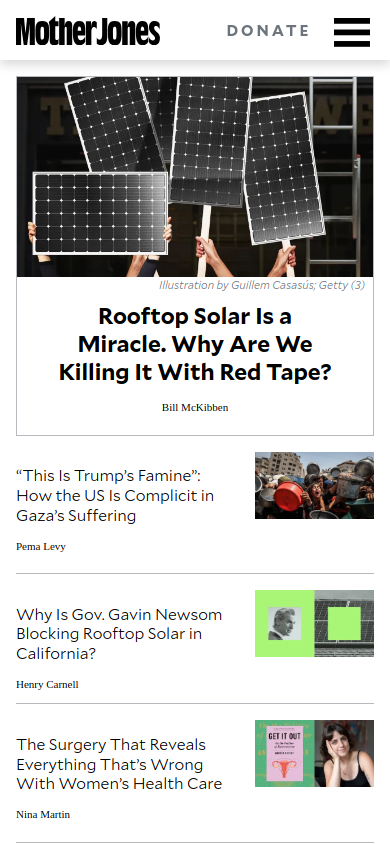 Mother Jones
DONATE
Illustration by Guillem Casasús; Getty (3)
Rooftop Solar Is a
Miracle. Why Are We
Killing It With Red Tape?
Bill McKibben
“This Is Trump’s Famine”:
How the US Is Complicit in
Gaza’s Suffering
Pema Levy
Why Is Gov. Gavin Newsom
Blocking Rooftop Solar in
California?
Henry Carnell
The Surgery That Reveals
Everything That’s Wrong
With Women’s Health Care
GET IT OUT
Nina Martin